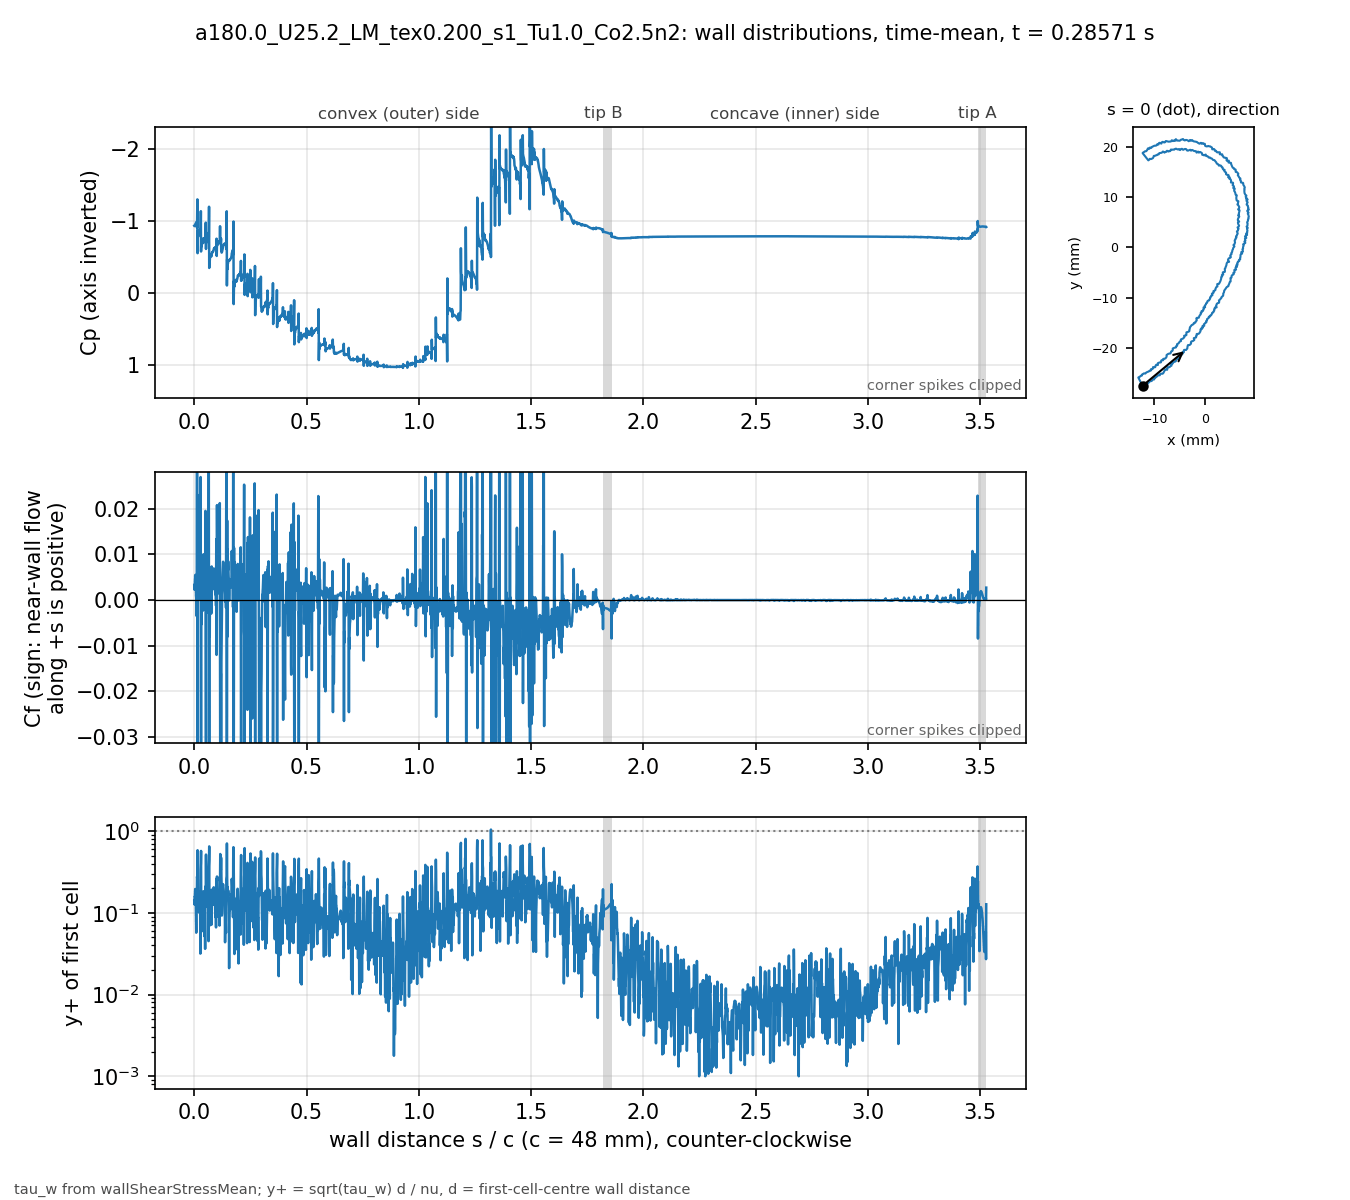 a180.0_U25.2_LM_tex0.200_s1_Tu1.0_Co2.5n2: wall distributions, time-mean, t = 0.28571 s
convex (outer) side
tip B
concave (inner) side
tip A
Cp (axis inverted)
−2
−1
0
1
corner spikes clipped
0.0 0.5 1.0 1.5 2.0 2.5 3.0 3.5
s = 0 (dot), direction
y (mm)
20
10
0
−10
−20
−10 0
x (mm)
Cf (sign: near-wall flow
along +s is positive)
0.02
0.01
0.00
−0.01
−0.02
−0.03
corner spikes clipped
0.0 0.5 1.0 1.5 2.0 2.5 3.0 3.5
y+ of first cell
10⁰
10⁻¹
10⁻²
10⁻³
0.0 0.5 1.0 1.5 2.0 2.5 3.0 3.5
wall distance s / c (c = 48 mm), counter-clockwise
tau_w from wallShearStressMean; y+ = sqrt(tau_w) d / nu, d = first-cell-centre wall distance